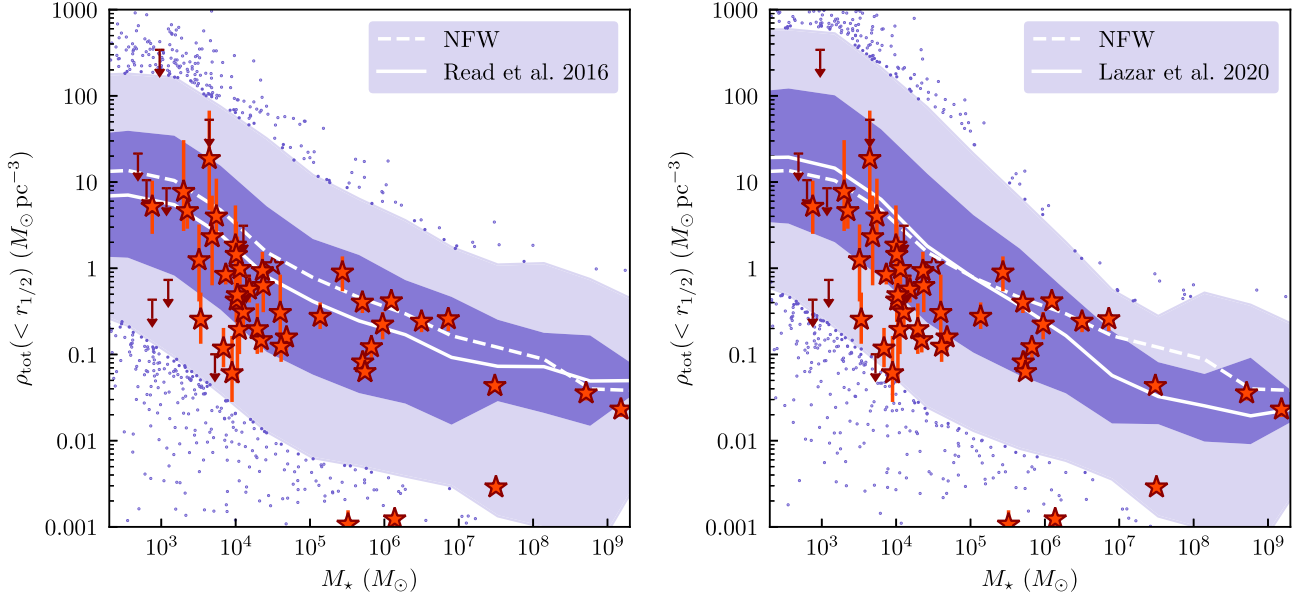 1000
100
10
1
0.1
0.01
0.001
ρtot(< r1/2) (M⊙ pc⁻³)
NFW
Read et al. 2016
10³ 10⁴ 10⁵ 10⁶ 10⁷ 10⁸ 10⁹
M⋆ (M⊙)
1000
100
10
1
0.1
0.01
0.001
ρtot(< r1/2) (M⊙ pc⁻³)
NFW
Lazar et al. 2020
10³ 10⁴ 10⁵ 10⁶ 10⁷ 10⁸ 10⁹
M⋆ (M⊙)